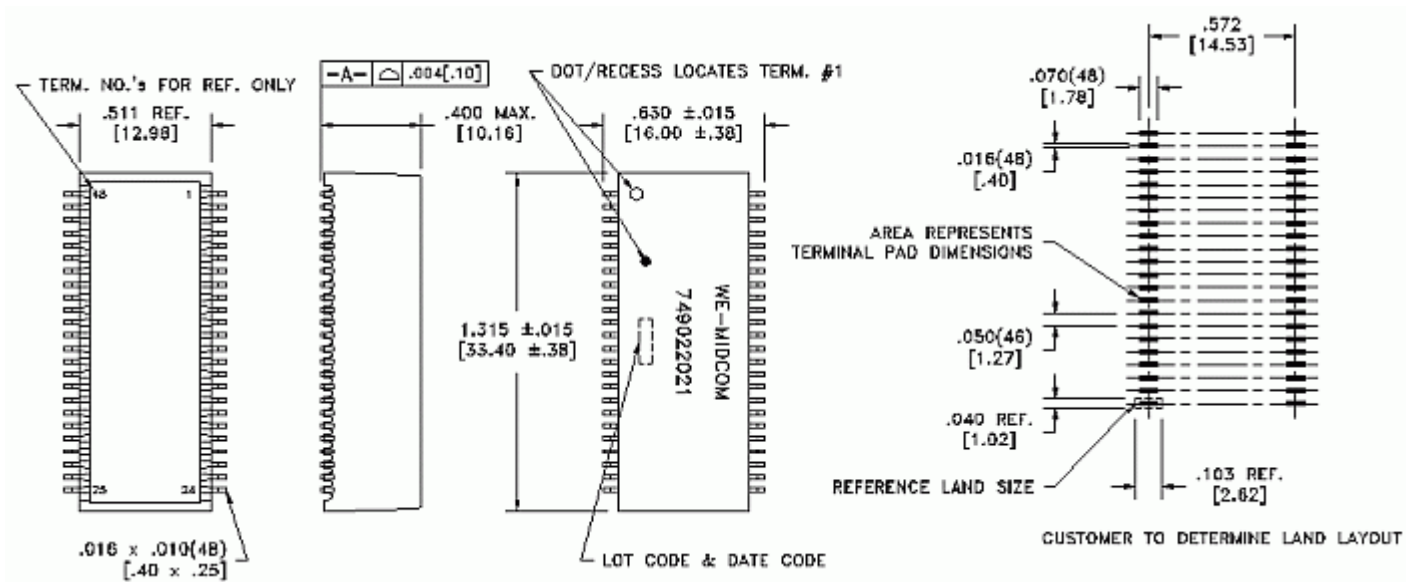 TERM. NO.'s FOR REF. ONLY
.511 REF.
[12.98]
48 1
25 24
.016 x .010(48)
[.40 x .25]
-A- .004[.10]
.400 MAX.
[10.16]
DOT/RECESS LOCATES TERM. #1
.630 ±.015
[16.00 ±.38]
1.315 ±.015
[33.40 ±.38]
WE-MIDCOM
749022021
LOT CODE & DATE CODE
.572
[14.53]
.070(48)
[1.78]
.016(48)
[.40]
AREA REPRESENTS
TERMINAL PAD DIMENSIONS
.050(46)
[1.27]
.040 REF.
[1.02]
REFERENCE LAND SIZE
.103 REF.
[2.62]
CUSTOMER TO DETERMINE LAND LAYOUT